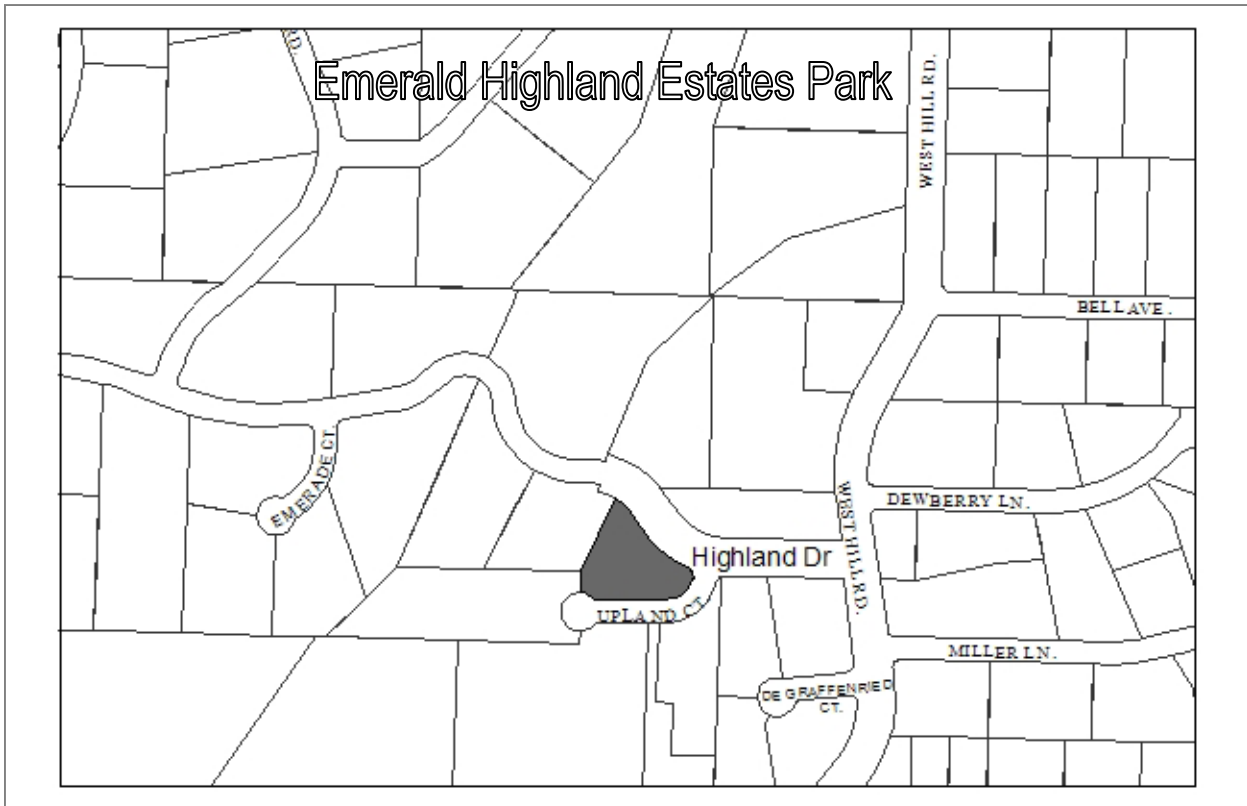 RD.
Emerald Highland Estates Park
WEST HILL RD.
BELL AVE.
EMERADE CT.
WEST HILL RD.
DEWBERRY LN.
Highland Dr
UPLAND CT.
MILLER LN.
DE GRAFFENRIED
CT.